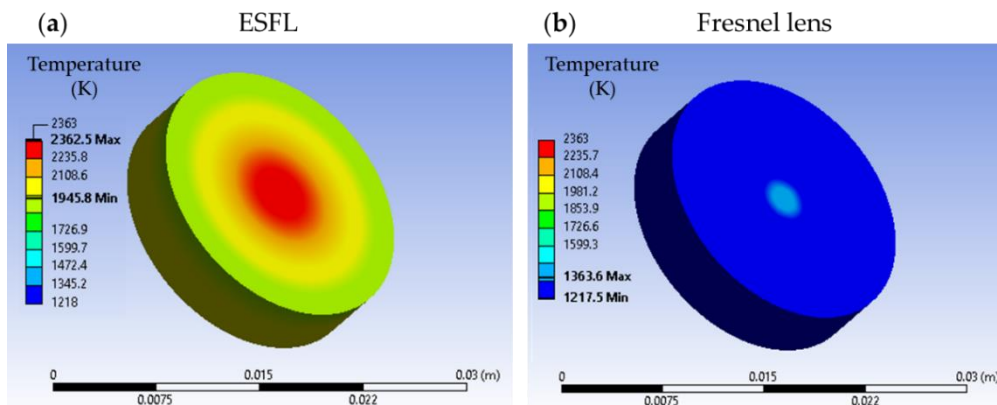 (a) ESFL
Temperature
(K)
2363
2362.5 Max
2235.8
2108.6
1945.8 Min
1726.9
1599.7
1472.4
1345.2
1218
0 0.015 0.03 (m)
0.0075 0.022
(b) Fresnel lens
Temperature
(K)
2363
2235.7
2108.4
1981.2
1853.9
1726.6
1599.3
1363.6 Max
1217.5 Min
0 0.015 0.03 (m)
0.0075 0.022